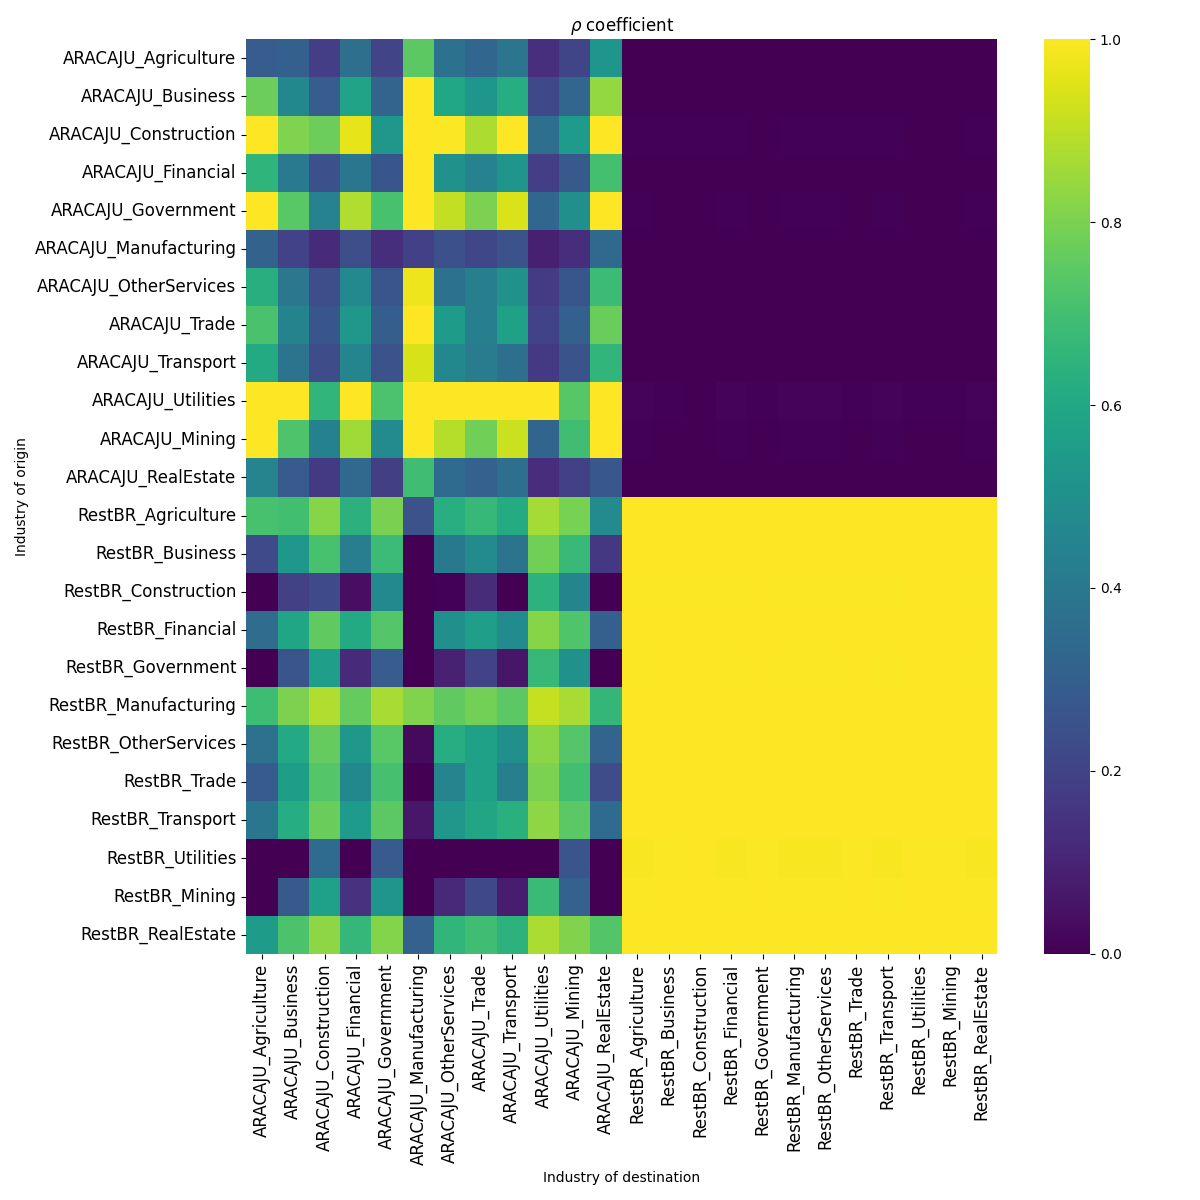 ρ coefficient
ARACAJU_Agriculture
ARACAJU_Business
ARACAJU_Construction
ARACAJU_Financial
ARACAJU_Government
ARACAJU_Manufacturing
ARACAJU_OtherServices
ARACAJU_Trade
ARACAJU_Transport
ARACAJU_Utilities
ARACAJU_Mining
ARACAJU_RealEstate
RestBR_Agriculture
RestBR_Business
RestBR_Construction
RestBR_Financial
RestBR_Government
RestBR_Manufacturing
RestBR_OtherServices
RestBR_Trade
RestBR_Transport
RestBR_Utilities
RestBR_Mining
RestBR_RealEstate
Industry of origin
ARACAJU_Agriculture
ARACAJU_Business
ARACAJU_Construction
ARACAJU_Financial
ARACAJU_Government
ARACAJU_Manufacturing
ARACAJU_OtherServices
ARACAJU_Trade
ARACAJU_Transport
ARACAJU_Utilities
ARACAJU_Mining
ARACAJU_RealEstate
RestBR_Agriculture
RestBR_Business
RestBR_Construction
RestBR_Financial
RestBR_Government
RestBR_Manufacturing
RestBR_OtherServices
RestBR_Trade
RestBR_Transport
RestBR_Utilities
RestBR_Mining
RestBR_RealEstate
Industry of destination
1.0
0.8
0.6
0.4
0.2
0.0